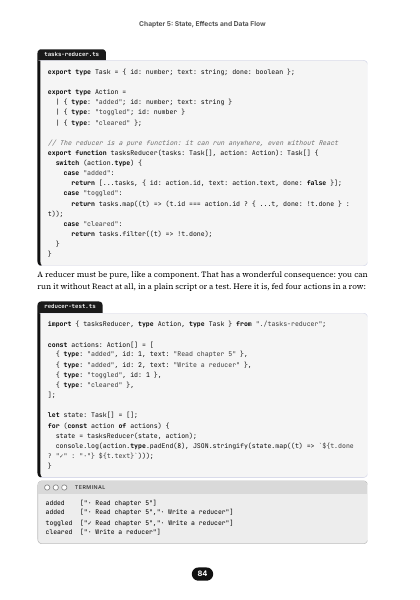 Chapter 5: State, Effects and Data Flow
tasks-reducer.ts
export type Task = { id: number; text: string; done: boolean };
export type Action =
| { type: "added"; id: number; text: string }
| { type: "toggled"; id: number }
| { type: "cleared" };
// The reducer is a pure function: it can run anywhere, even without React
export function tasksReducer(tasks: Task[], action: Action): Task[] {
switch (action.type) {
case "added":
return [...tasks, { id: action.id, text: action.text, done: false }];
case "toggled":
return tasks.map((t) => (t.id === action.id ? { ...t, done: !t.done } :
t));
case "cleared":
return tasks.filter((t) => !t.done);
}
}
A reducer must be pure, like a component. That has a wonderful consequence: you can
run it without React at all, in a plain script or a test. Here it is, fed four actions in a row:
reducer-test.ts
import { tasksReducer, type Action, type Task } from "./tasks-reducer";
const actions: Action[] = [
{ type: "added", id: 1, text: "Read chapter 5" },
{ type: "added", id: 2, text: "Write a reducer" },
{ type: "toggled", id: 1 },
{ type: "cleared" },
];
let state: Task[] = [];
for (const action of actions) {
state = tasksReducer(state, action);
console.log(action.type.padEnd(8), JSON.stringify(state.map((t) => `${t.done
? "✓" : "·"} ${t.text}`)));
}
TERMINAL
added ["· Read chapter 5"]
added ["· Read chapter 5","· Write a reducer"]
toggled ["✓ Read chapter 5","· Write a reducer"]
cleared ["· Write a reducer"]
84